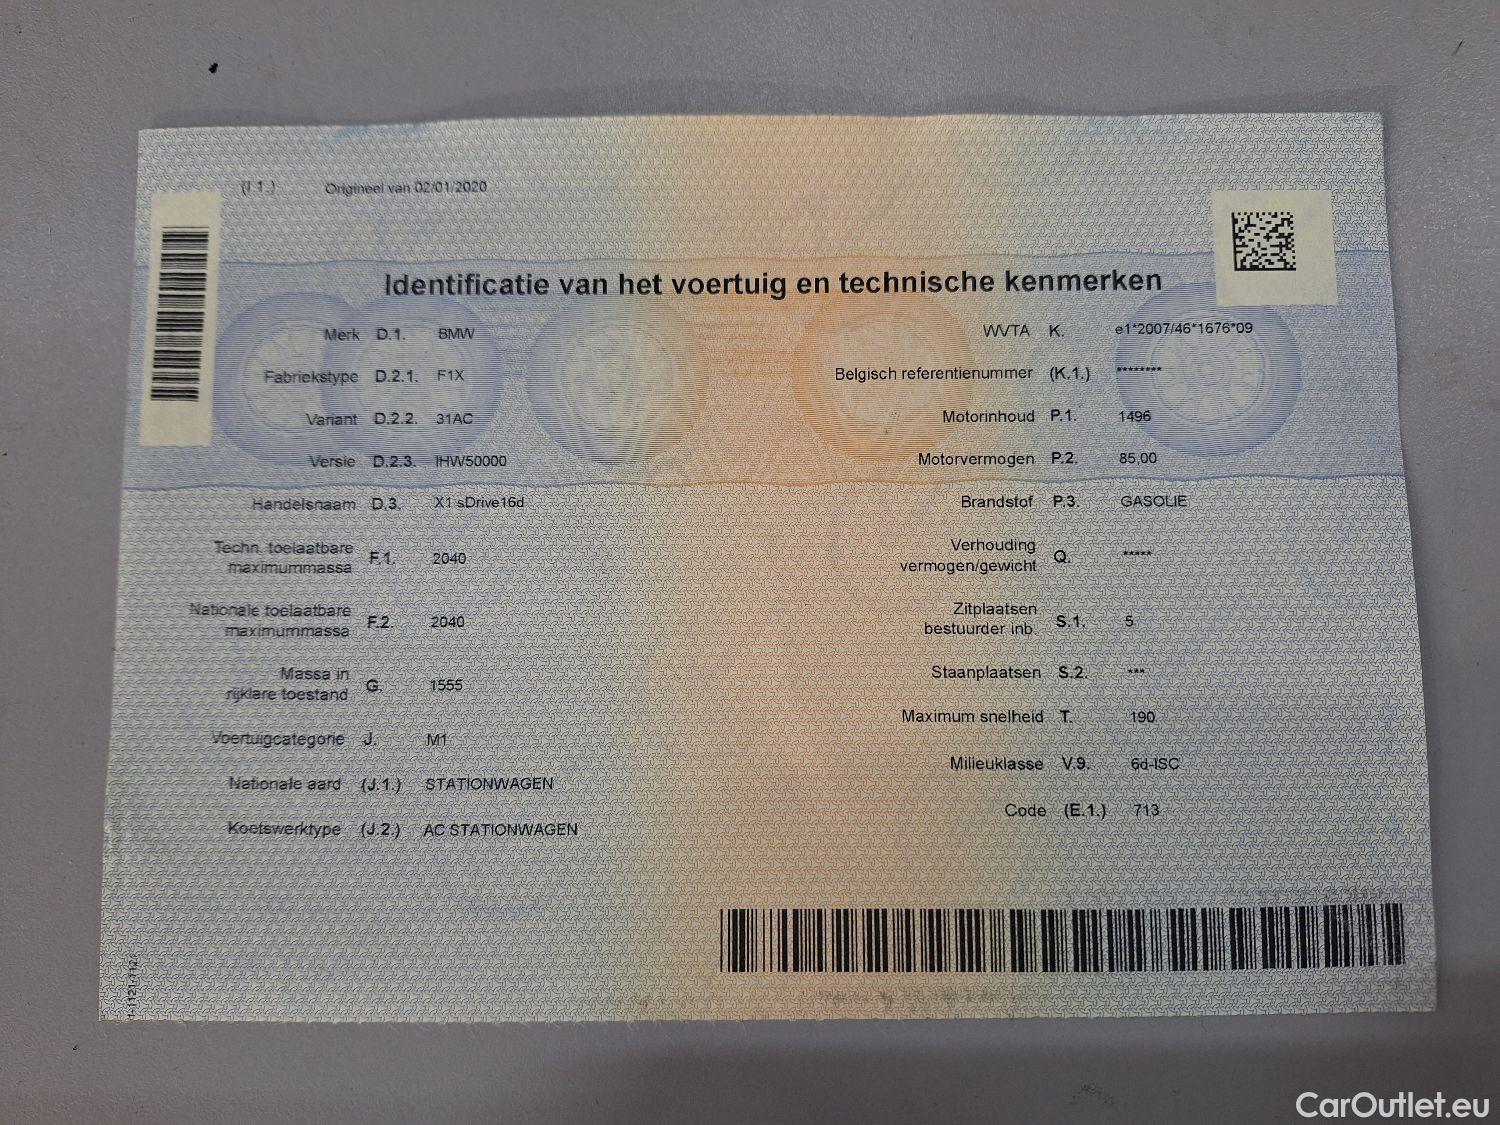 (I.1.) Origineel van 02/01/2020
Identificatie van het voertuig en technische kenmerken
Merk D.1. BMW
Fabriekstype D.2.1. F1X
Variant D.2.2. 31AC
Versie D.2.3. IHW50000
Handelsnaam D.3. X1 sDrive16d
Techn. toelaatbare
maximummassa F.1. 2040
Nationale toelaatbare
maximummassa F.2. 2040
Massa in
rijklare toestand G. 1555
Voertuigcategorie J. M1
Nationale aard (J.1.) STATIONWAGEN
Koetswerktype (J.2.) AC STATIONWAGEN
WVTA K. e1*2007/46*1676*09
Belgisch referentienummer (K.1.) ********
Motorinhoud P.1. 1496
Motorvermogen P.2. 85,00
Brandstof P.3. GASOLIE
Verhouding
vermogen/gewicht Q. *****
Zitplaatsen
bestuurder inb. S.1. 5
Staanplaatsen S.2. ***
Maximum snelheid T. 190
Milieuklasse V.9. 6d-ISC
Code (E.1.) 713
CarOutlet.eu